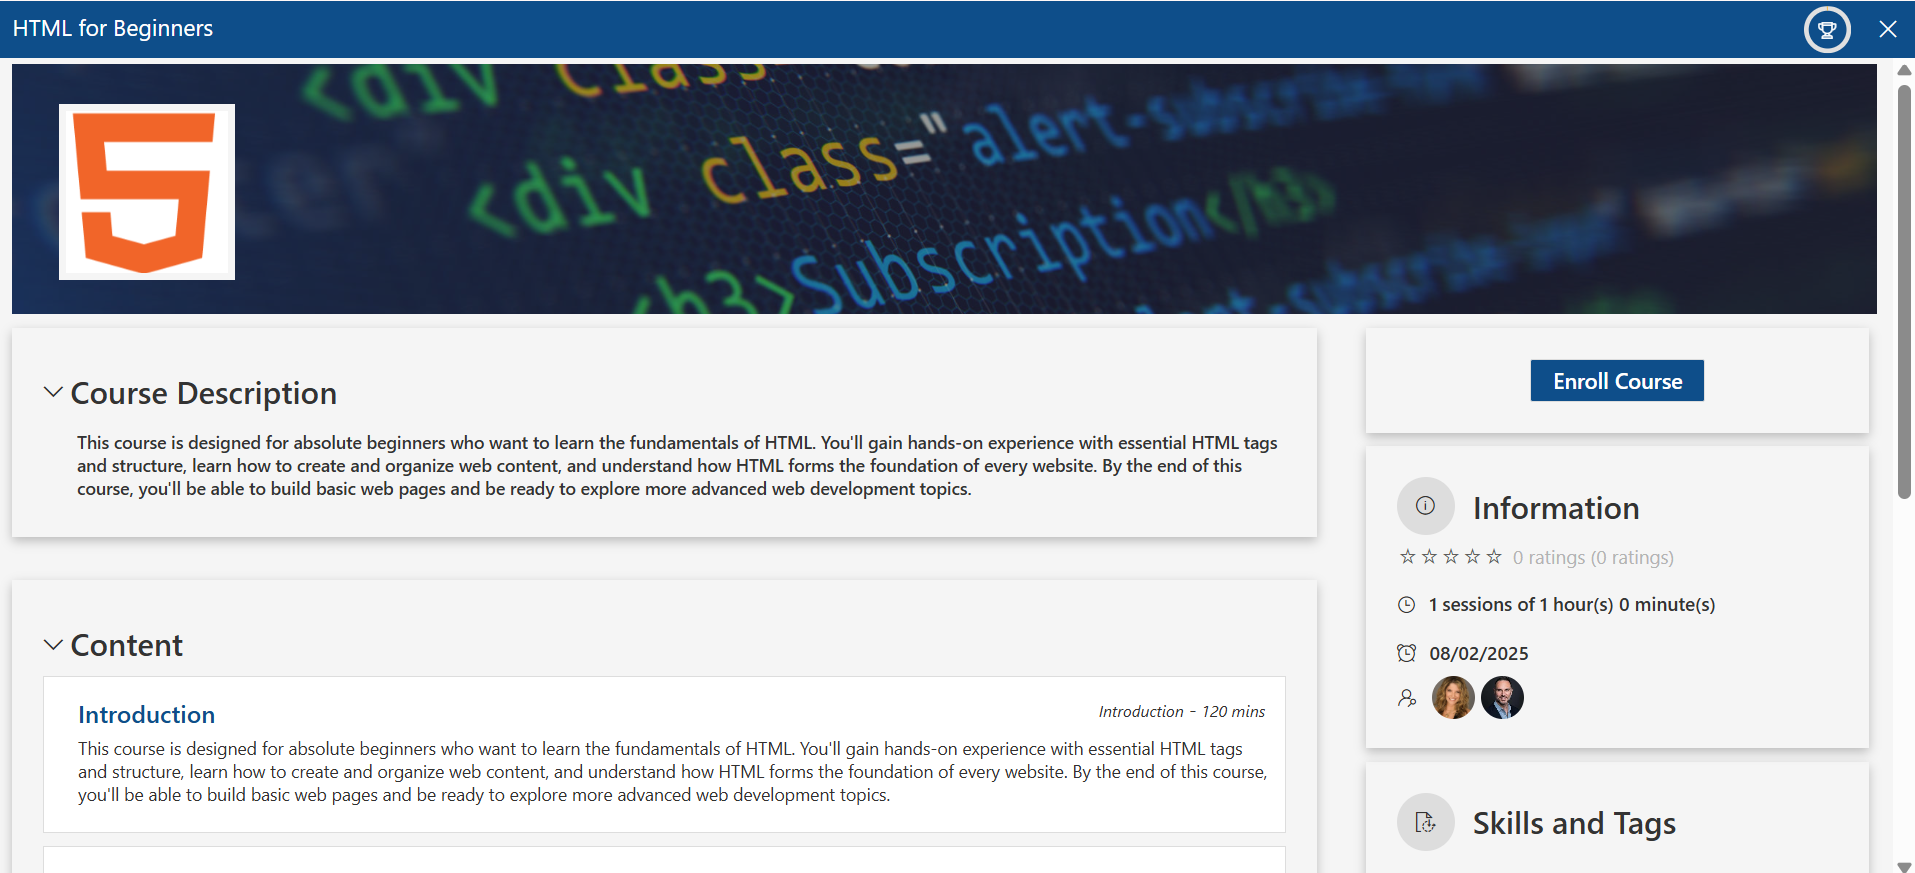 HTML for Beginners
<div class=
<div class="alert-subscribe
<h3>Subscription</h3>
alert-subscribe-input
Course Description
This course is designed for absolute beginners who want to learn the fundamentals of HTML. You'll gain hands-on experience with essential HTML tags
and structure, learn how to create and organize web content, and understand how HTML forms the foundation of every website. By the end of this
course, you'll be able to build basic web pages and be ready to explore more advanced web development topics.
Content
Introduction
Introduction - 120 mins
This course is designed for absolute beginners who want to learn the fundamentals of HTML. You'll gain hands-on experience with essential HTML tags
and structure, learn how to create and organize web content, and understand how HTML forms the foundation of every website. By the end of this course,
you'll be able to build basic web pages and be ready to explore more advanced web development topics.
Enroll Course
Information
0 ratings (0 ratings)
1 sessions of 1 hour(s) 0 minute(s)
08/02/2025
Skills and Tags